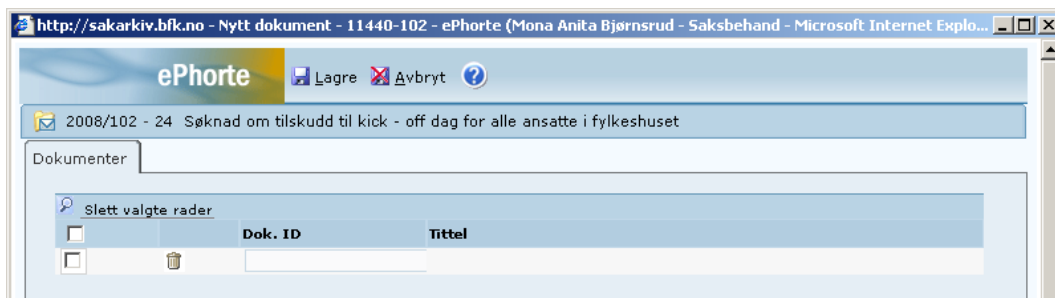 http://sakarkiv.bfk.no - Nytt dokument - 11440-102 - ePhorte (Mona Anita Bjørnsrud - Saksbehand - Microsoft Internet Explo...
ePhorte Lagre Avbryt ?
2008/102 - 24 Søknad om tilskudd til kick - off dag for alle ansatte i fylkeshuset
Dokumenter
Slett valgte rader
Dok. ID Tittel